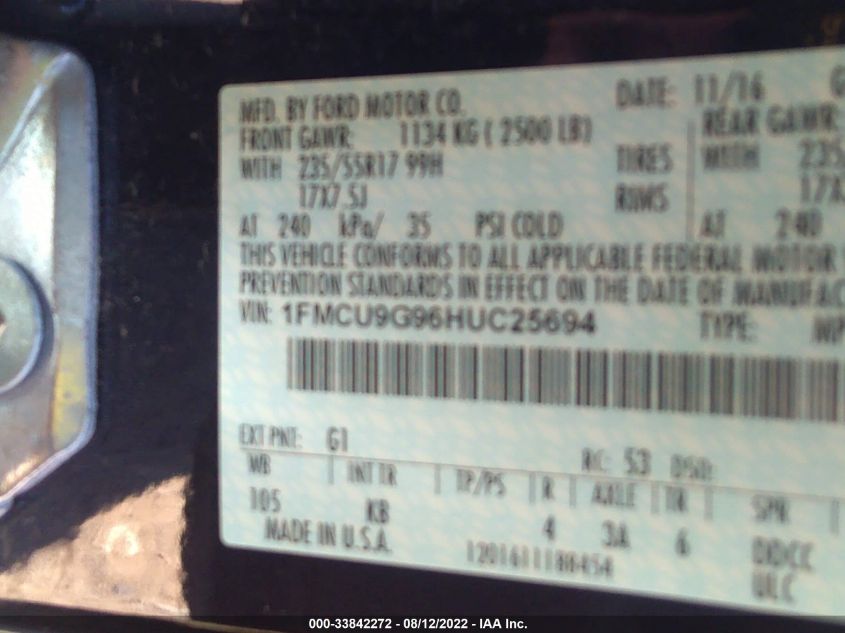 MFD. BY FORD MOTOR CO. DATE: 11/16 G
FRONT GAWR: 1134 KG ( 2500 LB) REAR GAWR:
WITH 235/55R17 99H TIRES WITH 235
17X7.5J RIMS 17X
AT 240 kPa/ 35 PSI COLD AT 240
THIS VEHICLE CONFORMS TO ALL APPLICABLE FEDERAL MOTOR
PREVENTION STANDARDS IN EFFECT ON THE DATE OF MANUFAC
VIN: 1FMCU9G96HUC25694 TYPE: MP
EXT PNT: G1 RC: 53 DSO:
WB INT TR TP/PS R AXLE TR SPR
105 KB 4 3A 6 DDCC
MADE IN U.S.A. ULC
000-33842272 - 08/12/2022 - IAA Inc.